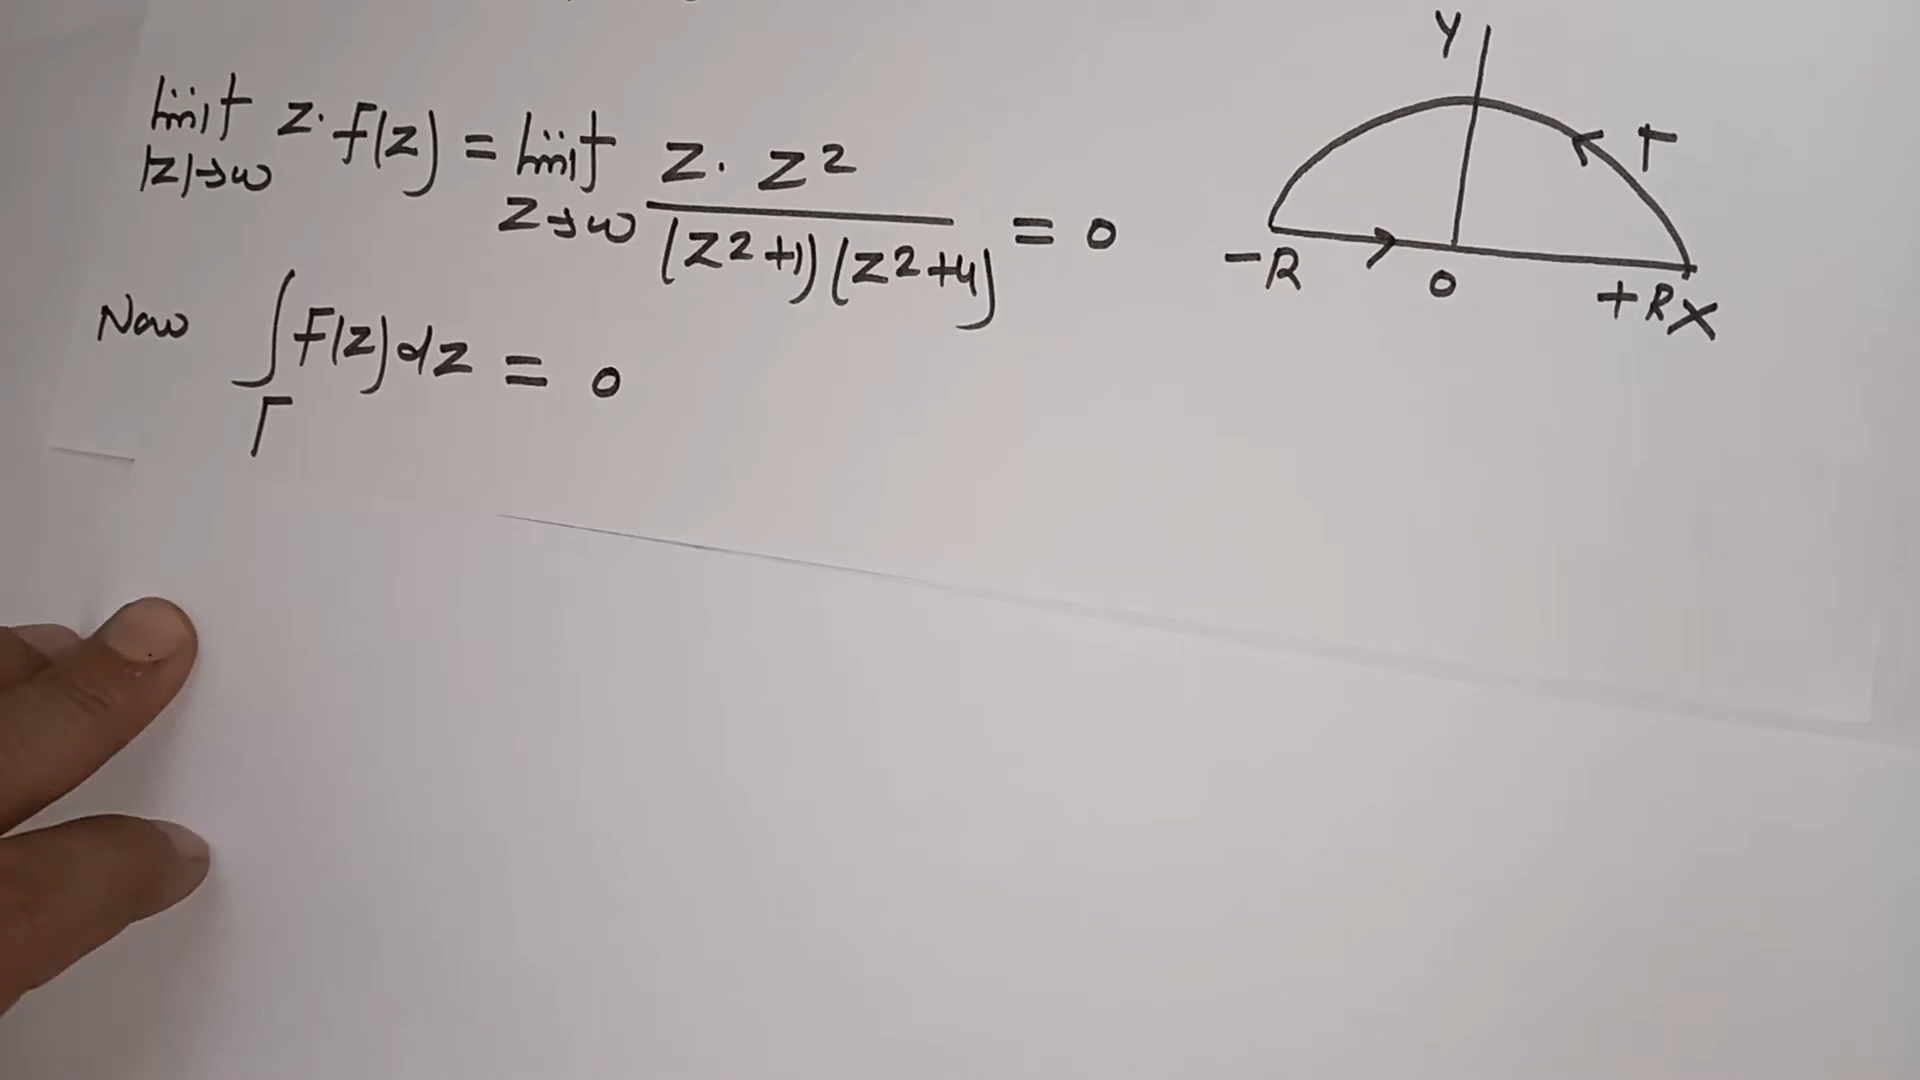 limit z. f(z) = limit z. z²
|z|→∞ z→∞ (z²+1)(z²+4) = 0
Now ∫ f(z)dz = 0
Γ
Y
Γ
-R 0 +R X